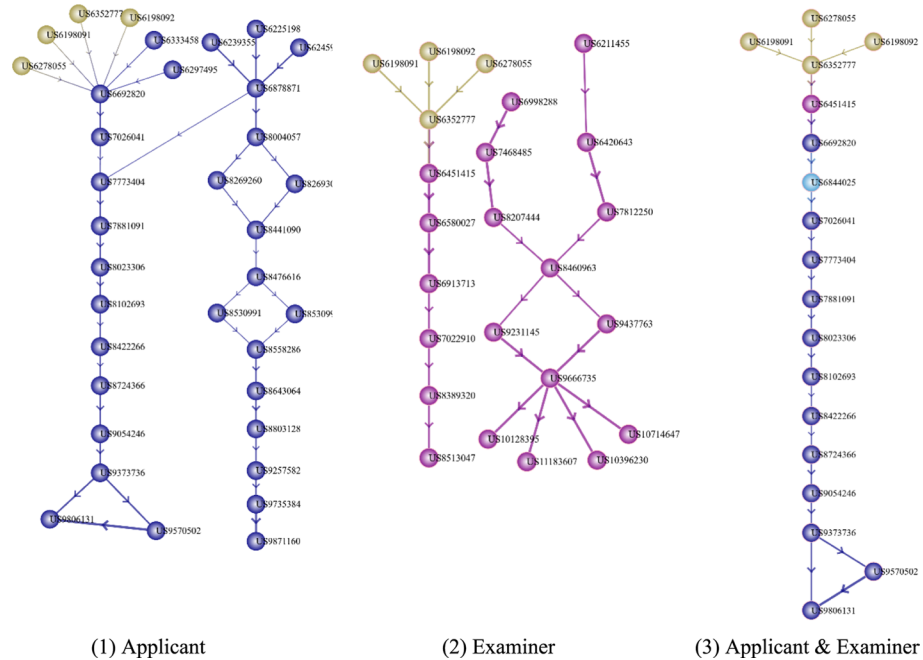 US6352777
US6198092
US6198091
US6333458
US6278055
US6297495
US6692820
US7026041
US7773404
US7881091
US8023306
US8102693
US8422266
US8724366
US9054246
US9373736
US9806131
US9570502
US6225198
US6239355
US6878871
US8004057
US8269260
US8441090
US8476616
US8530991
US8558286
US8643064
US8803128
US9257582
US9735384
US9871160
(1) Applicant
US6198092
US6198091
US6278055
US6352777
US6451415
US6580027
US6913713
US7022910
US8389320
US8513047
US6211455
US6998288
US6420643
US7468485
US8207444
US7812250
US8460963
US9231145
US9437763
US9666735
US10128395
US10714647
US11183607
US10396230
(2) Examiner
US6278055
US6198091
US6198092
US6352777
US6451415
US6692820
US6844025
US7026041
US7773404
US7881091
US8023306
US8102693
US8422266
US8724366
US9054246
US9373736
US9570502
US9806131
(3) Applicant & Examiner